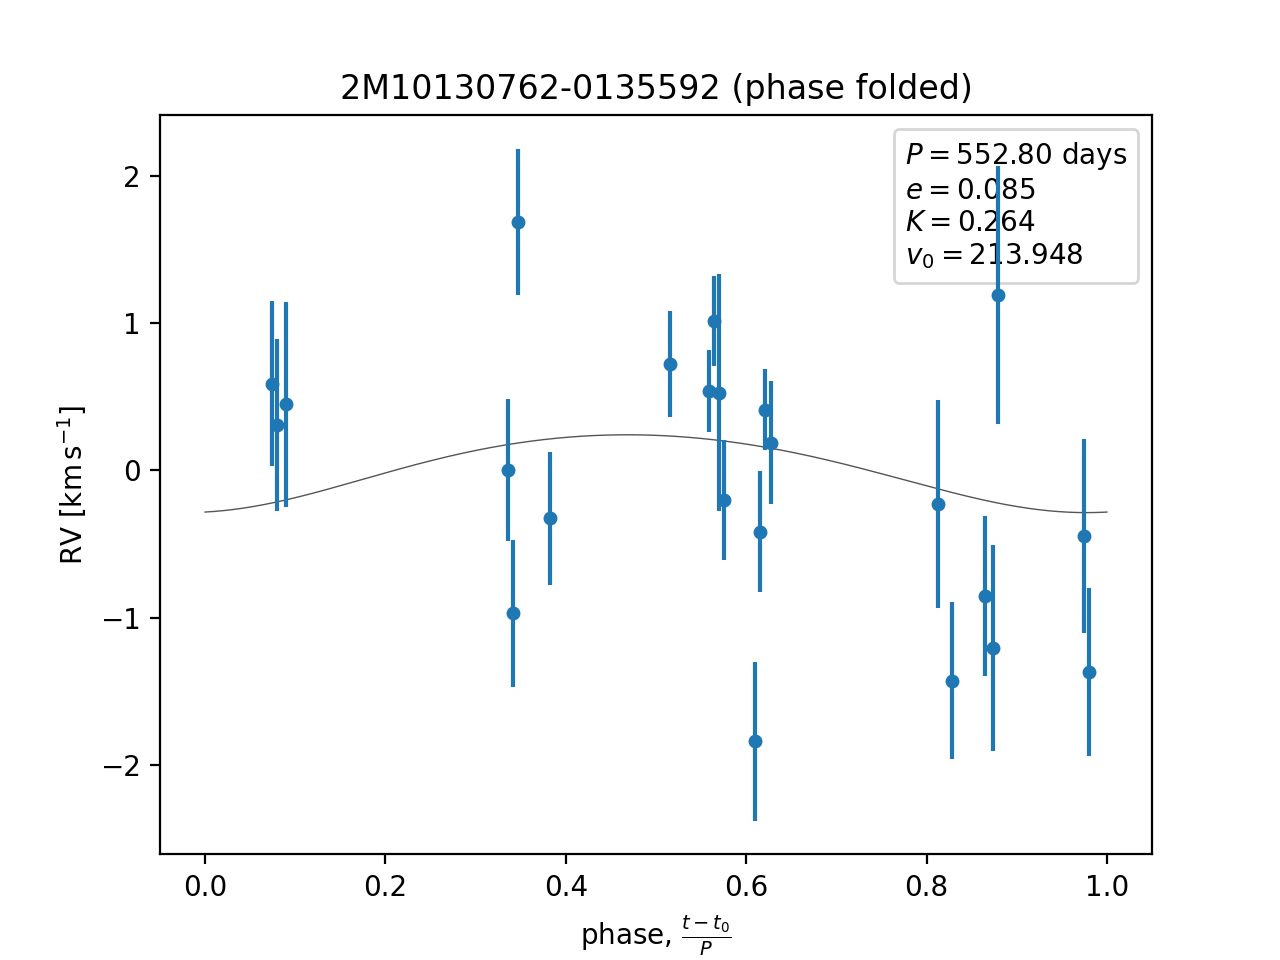 2M10130762-0135592 (phase folded)
P = 552.80 days
e = 0.085
K = 0.264
v₀ = 213.948
RV [km s⁻¹]
2
1
0
−1
−2
0.0 0.2 0.4 0.6 0.8 1.0
phase, (t − t₀)/P